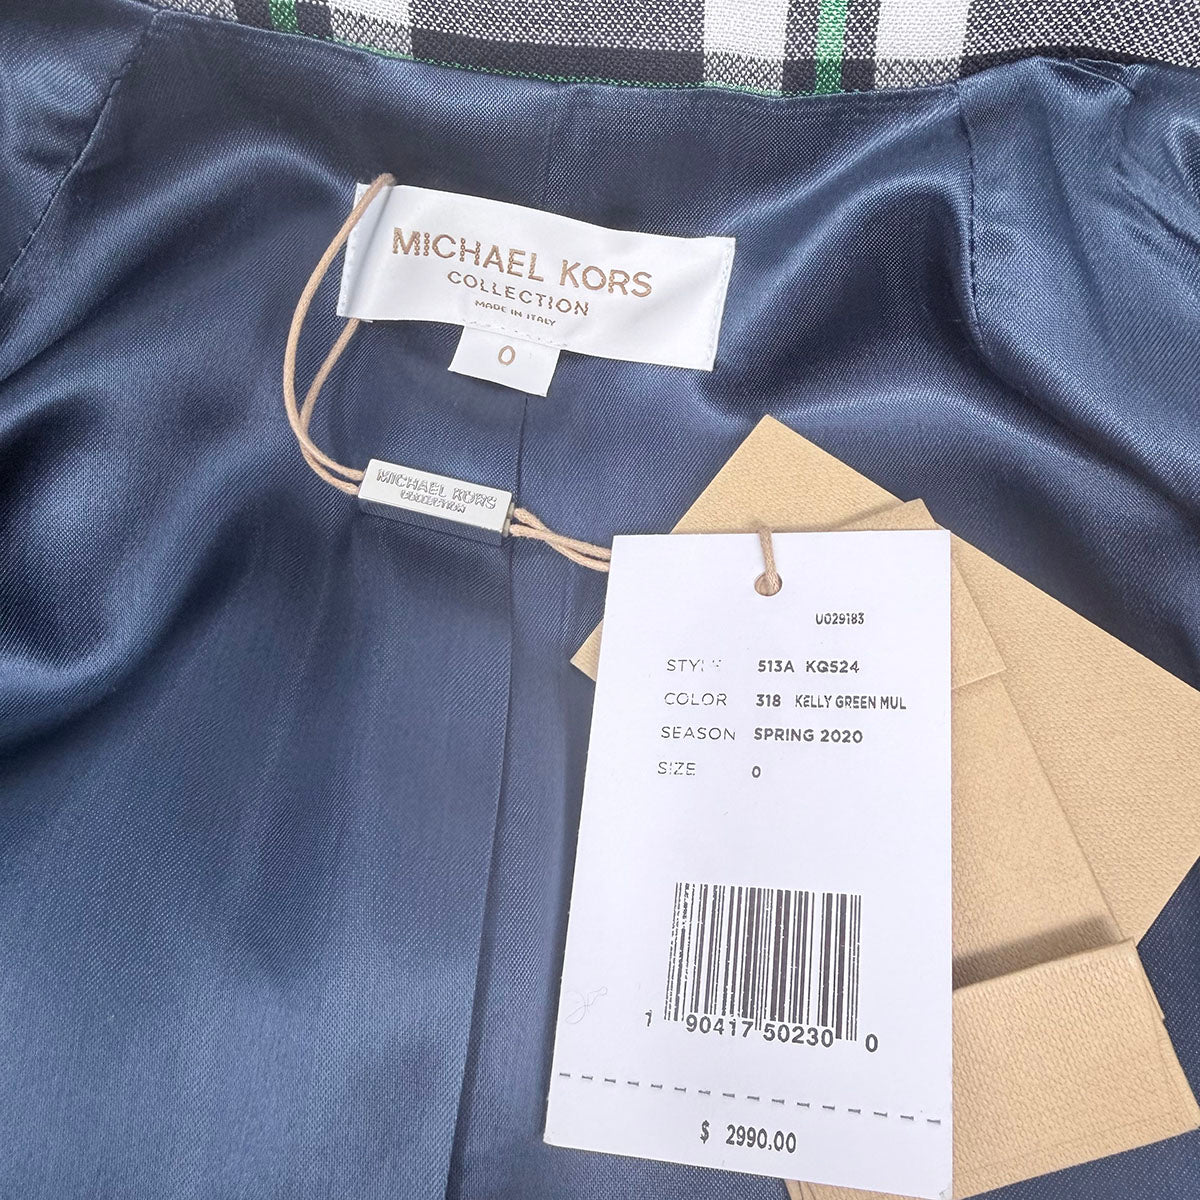 MICHAEL KORS
COLLECTION
MADE IN ITALY
0
MICHAEL KORS
COLLECTION
U029183
STYLE 513A KQ524
COLOR 318 KELLY GREEN MUL
SEASON SPRING 2020
SIZE 0
1 90417 50230 0
$ 2990.00